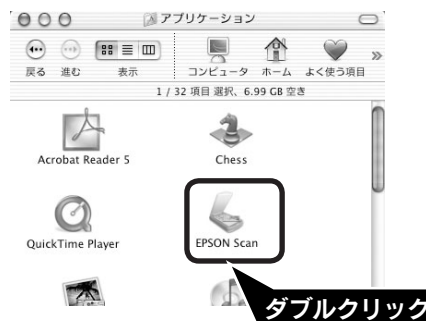 アプリケーション
戻る 進む 表示 コンピュータ ホーム よく使う項目
1 / 32 項目 選択、6.99 GB 空き
Acrobat Reader 5 Chess
QuickTime Player EPSON Scan
ダブルクリック